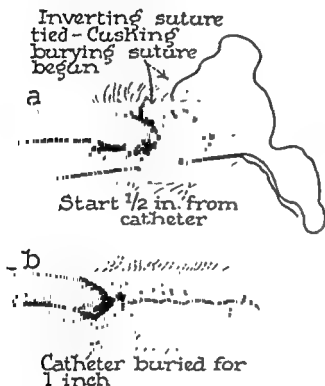 Inverting suture
tied-Cushing
burying suture
begun
a
Start 1/2 in. from
catheter
b
Catheter buried for
1 inch